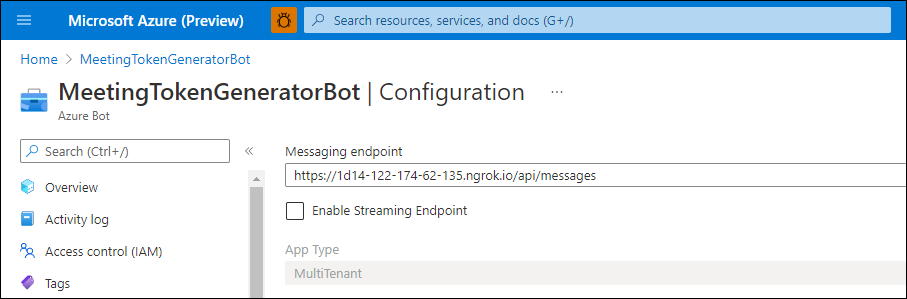 Microsoft Azure (Preview)
Search resources, services, and docs (G+/)
Home > MeetingTokenGeneratorBot
MeetingTokenGeneratorBot | Configuration ...
Azure Bot
Search (Ctrl+/) «
Overview
Activity log
Access control (IAM)
Tags
Messaging endpoint
https://1d14-122-174-62-135.ngrok.io/api/messages
Enable Streaming Endpoint
App Type
MultiTenant